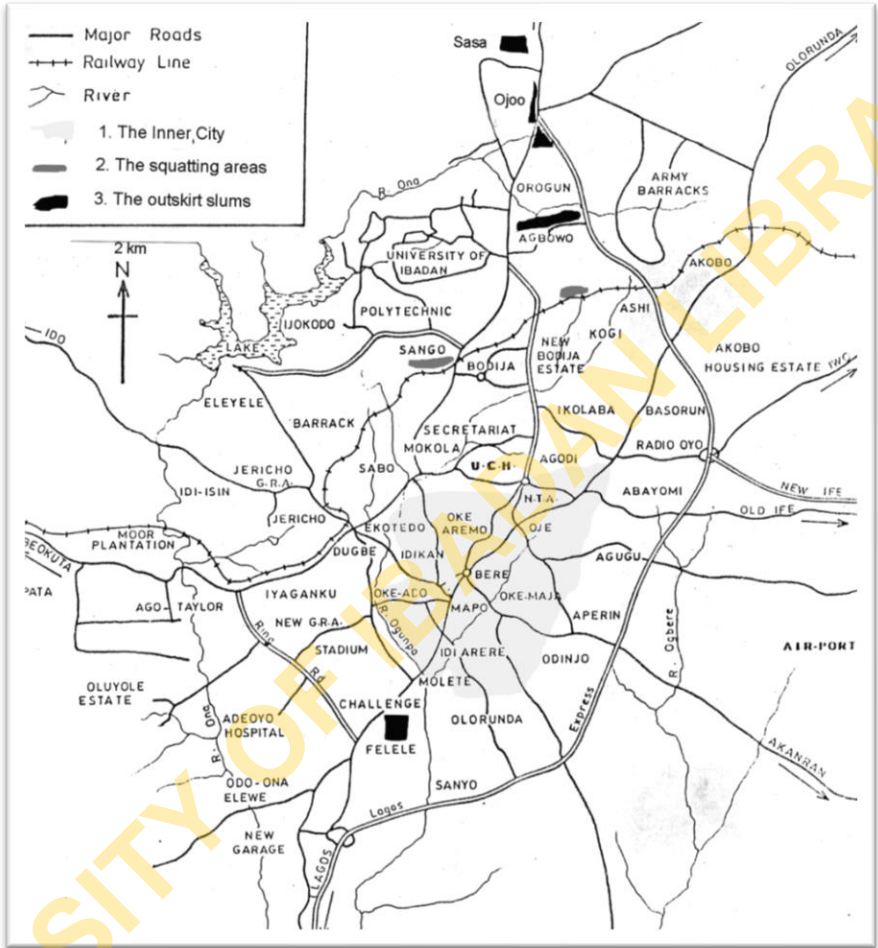 Major Roads
Railway Line
River
1. The Inner City
2. The squatting areas
3. The outskirt slums
2 km
N
Sasa
Ojoo
OLORUNDA
R. Ona
OROGUN
ARMY
BARRACKS
AGBOWO
UNIVERSITY OF
IBADAN
AKOBO
POLYTECHNIC
IJOKODO
ASHI
IDO
LAKE
SANGO
KOGI
NEW
BODIJA
ESTATE
BODIJA
AKOBO
HOUSING ESTATE
IWO
ELEYELE
BARRACK
IKOLABA
BASORUN
SECRETARIAT
MOKOLA
RADIO OYO
SABO
U.C.H.
AGODI
JERICHO
G.R.A.
IDI-ISIN
N.T.A.
ABAYOMI
NEW IFE
OLD IFE
JERICHO
EKOTEDO
OKE
AREMO
OJE
MOOR
PLANTATION
DUGBE
IDIKAN
AGUGU
BEOKUTA
BERE
PATA
AGO-TAYLOR
IYAGANKU
OKE-ADO
MAPO
OKE-MAJA
APERIN
NEW G.R.A.
R. Ogunpa
R. Ogbere
Ring
Rd
STADIUM
IDI ARERE
ODINJO
AIR-PORT
OLUYOLE
ESTATE
MOLETE
CHALLENGE
R. Ona
ADEOYO
HOSPITAL
OLORUNDA
Express
FELELE
AKANRAN
ODO-ONA
ELEWE
SANYO
Lagos
NEW
GARAGE
LAGOS
SITY OF IBADAN LIBRA